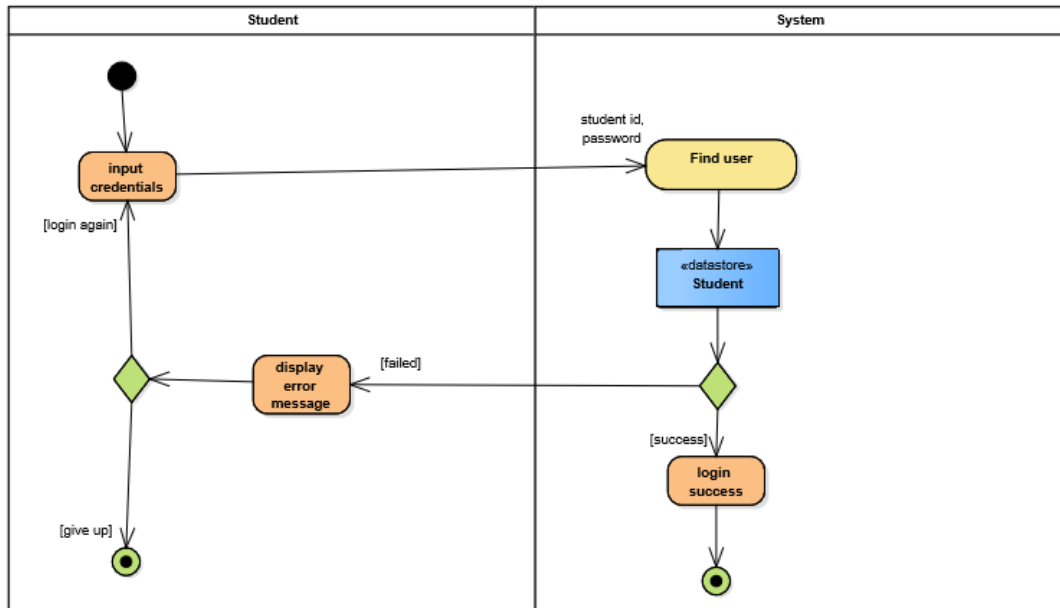 Student
System
student id,
password
Find user
input
credentials
[login again]
«datastore»
Student
display
error
message
[failed]
[success]
login
success
[give up]